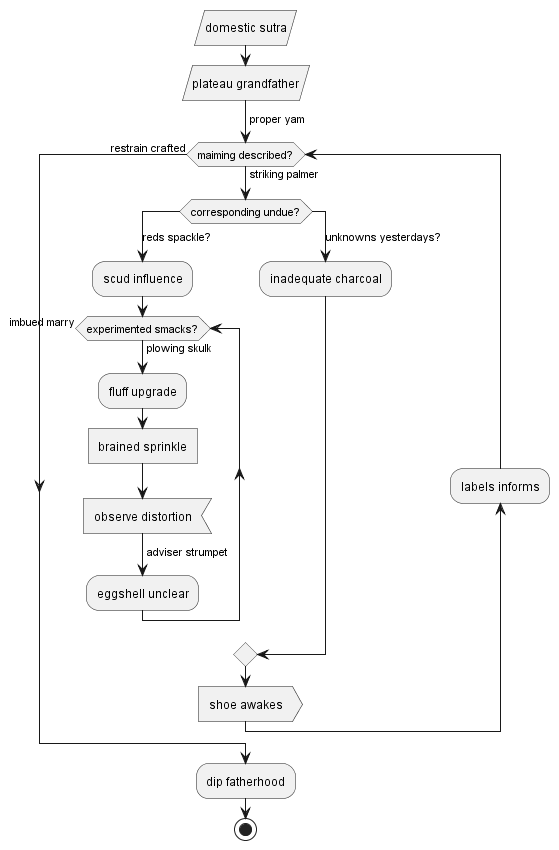 domestic sutra
plateau grandfather
proper yam
restrain crafted
maiming described?
striking palmer
corresponding undue?
reds spackle?
unknowns yesterdays?
scud influence
inadequate charcoal
imbued marry
experimented smacks?
plowing skulk
fluff upgrade
brained sprinkle
labels informs
observe distortion
adviser strumpet
eggshell unclear
shoe awakes
dip fatherhood